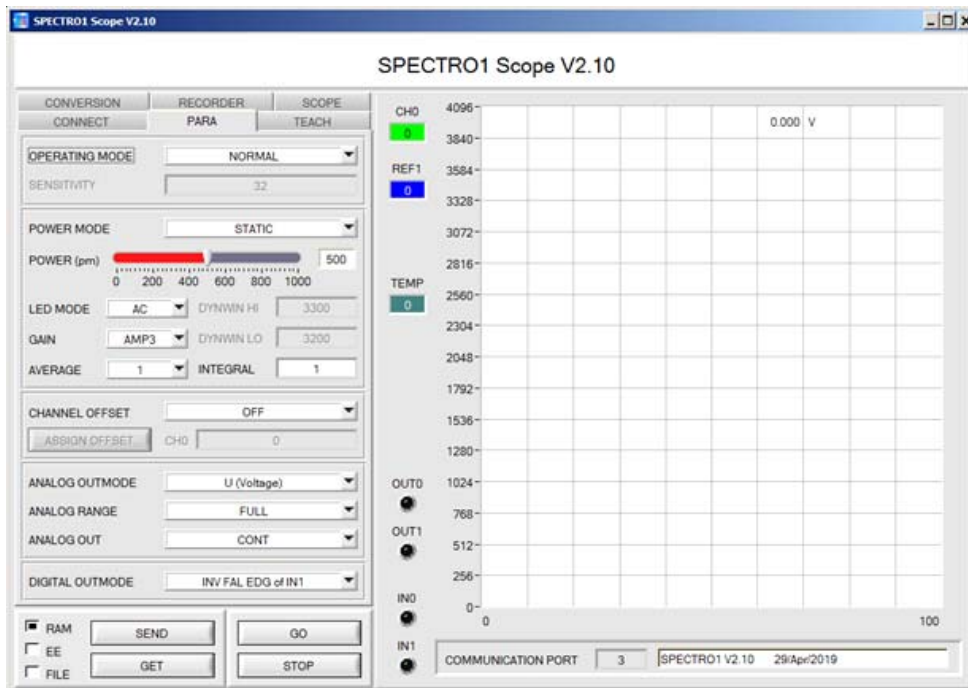 SPECTRO1 Scope V2.10
SPECTRO1 Scope V2.10
CONVERSION RECORDER SCOPE
CONNECT PARA TEACH
OPERATING MODE NORMAL
SENSITIVITY 32
POWER MODE STATIC
POWER (pm) 500
0 200 400 600 800 1000
LED MODE AC DYNWIN HI 3300
GAIN AMP3 DYNWIN LO 3200
AVERAGE 1 INTEGRAL 1
CHANNEL OFFSET OFF
ASSIGN OFFSET CH0 0
ANALOG OUTMODE U (Voltage)
ANALOG RANGE FULL
ANALOG OUT CONT
DIGITAL OUTMODE INV FAL EDG of IN1
RAM
EE
FILE
SEND GO
GET STOP
CH0
0
REF1
0
TEMP
0
OUT0
OUT1
IN0
IN1
4096
3840
3584
3328
3072
2816
2560
2304
2048
1792
1536
1280
1024
768
512
256
0
0.000 V
0 100
COMMUNICATION PORT 3 SPECTRO1 V2.10 29/Apr/2019